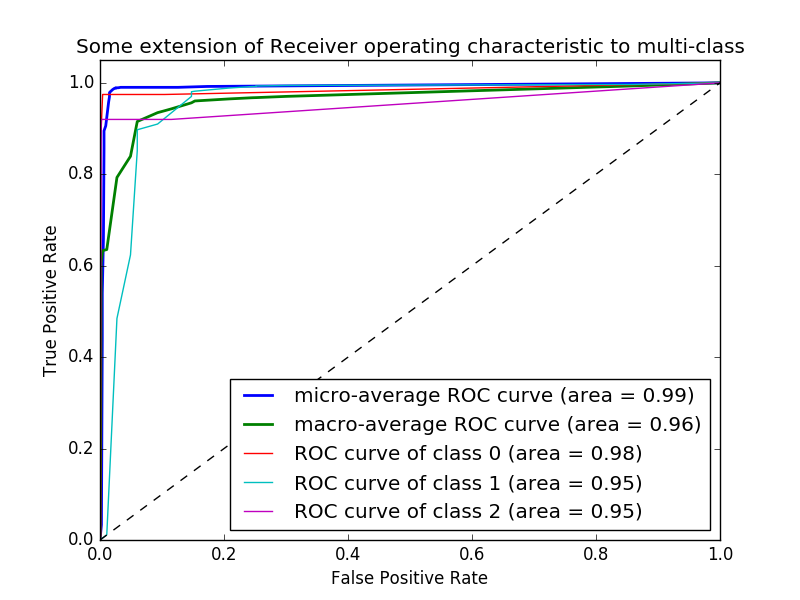 Some extension of Receiver operating characteristic to multi-class
1.0
0.8
0.6
0.4
0.2
0.0
True Positive Rate
micro-average ROC curve (area = 0.99)
macro-average ROC curve (area = 0.96)
ROC curve of class 0 (area = 0.98)
ROC curve of class 1 (area = 0.95)
ROC curve of class 2 (area = 0.95)
0.0 0.2 0.4 0.6 0.8 1.0
False Positive Rate